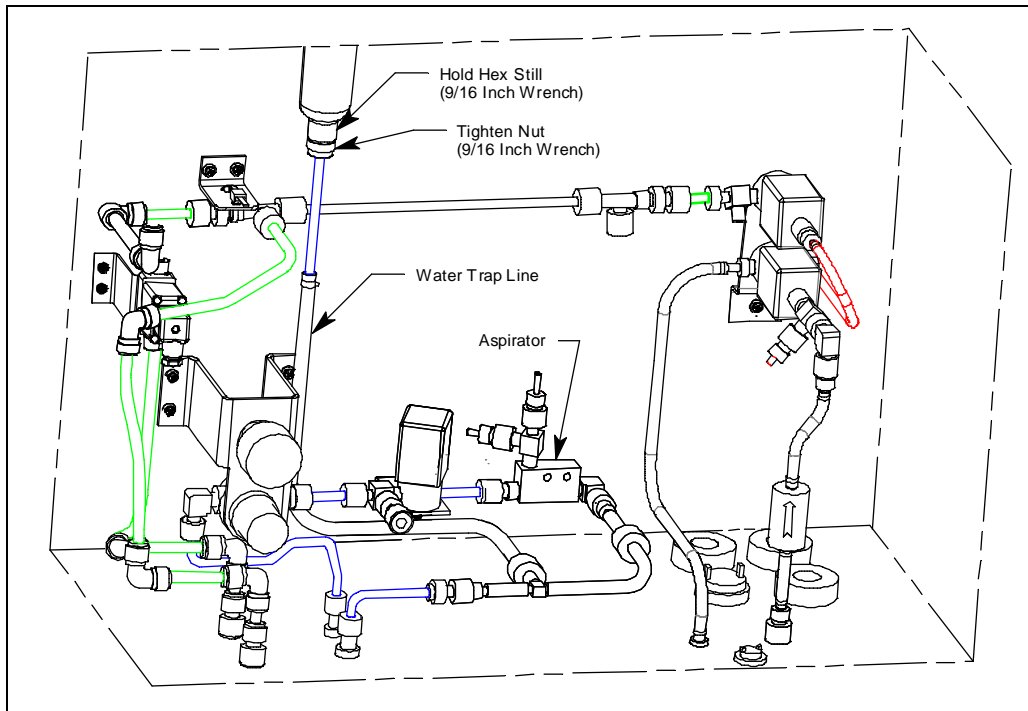 Hold Hex Still
(9/16 Inch Wrench)
Tighten Nut
(9/16 Inch Wrench)
Water Trap Line
Aspirator